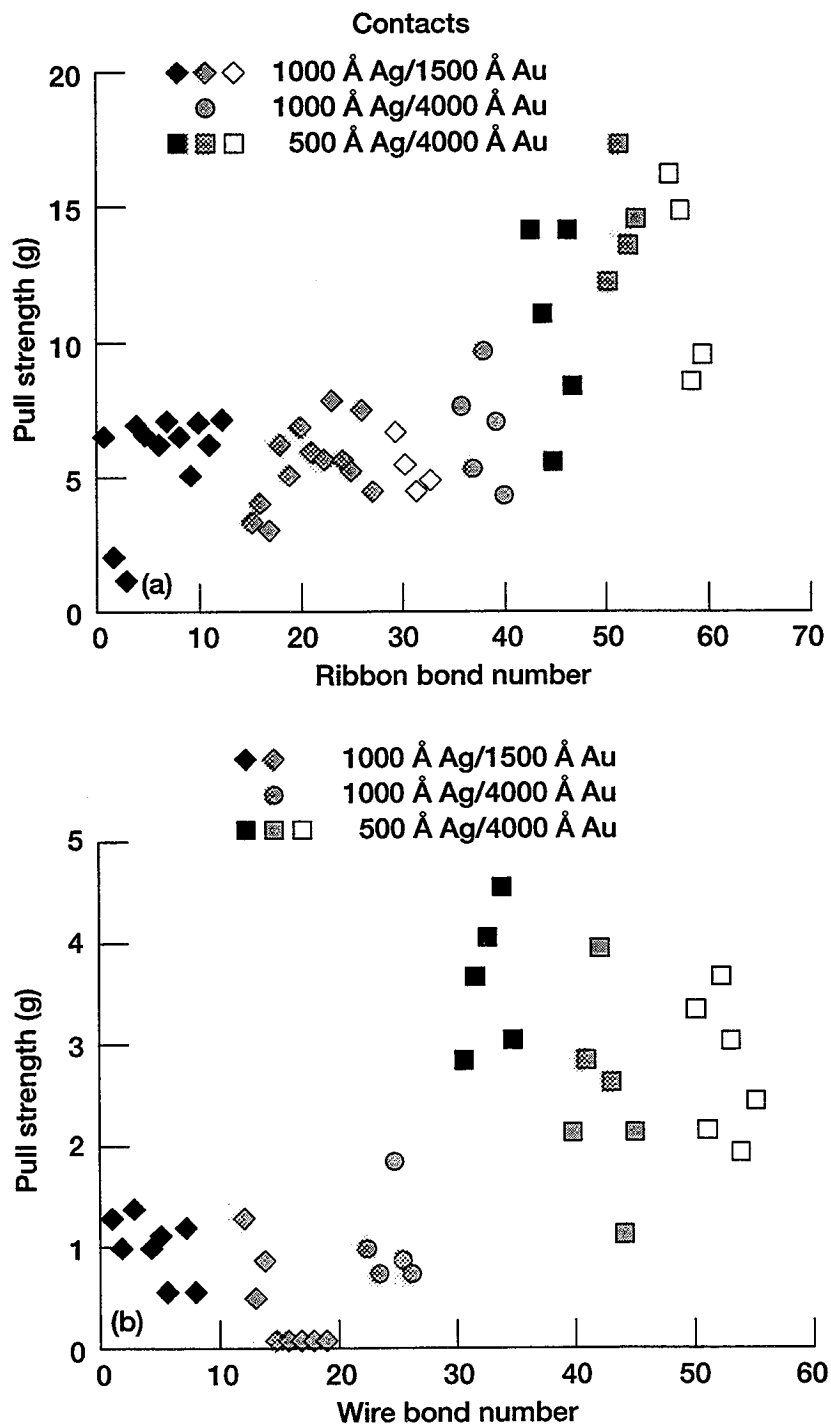 Contacts
1000 Å Ag/1500 Å Au
1000 Å Ag/4000 Å Au
500 Å Ag/4000 Å Au
20
15
10
5
0
Pull strength (g)
(a)
0 10 20 30 40 50 60 70
Ribbon bond number
1000 Å Ag/1500 Å Au
1000 Å Ag/4000 Å Au
500 Å Ag/4000 Å Au
5
4
3
2
1
0
Pull strength (g)
(b)
0 10 20 30 40 50 60
Wire bond number